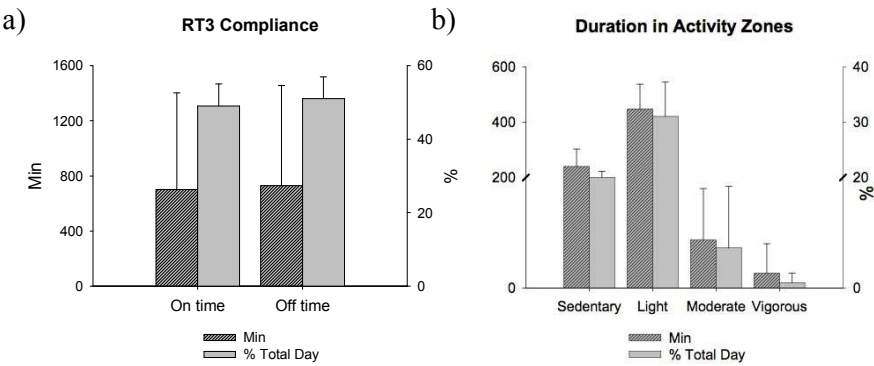 a)
RT3 Compliance
1600
1200
800
400
0
Min
60
40
20
0
%
On time
Off time
Min
% Total Day
b)
Duration in Activity Zones
600
400
200
0
40
30
20
0
%
Sedentary
Light
Moderate
Vigorous
Min
% Total Day